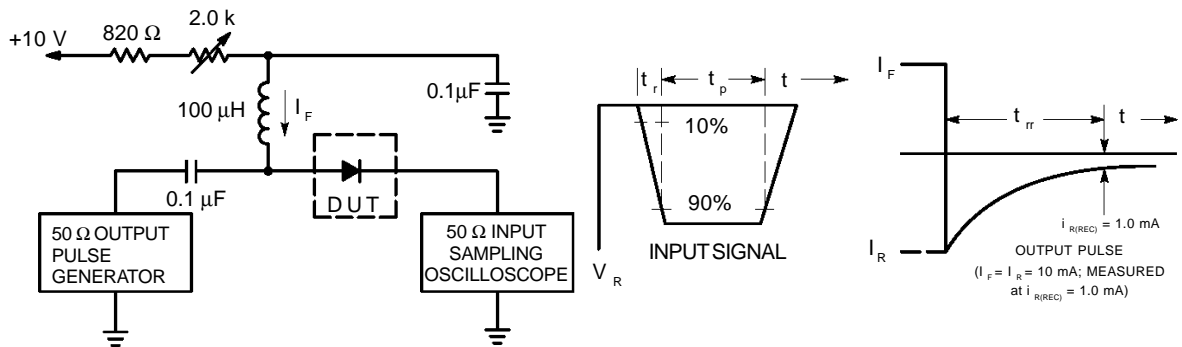 +10 V
820 Ω
2.0 k
100 μH
I F
0.1μF
0.1 μF
D U T
50 Ω OUTPUT
PULSE
GENERATOR
50 Ω INPUT
SAMPLING
OSCILLOSCOPE
t r
t p
t
10%
90%
V R
INPUT SIGNAL
I F
t rr
t
I R
i R(REC) = 1.0 mA
OUTPUT PULSE
(I F = I R = 10 mA; MEASURED
at i R(REC) = 1.0 mA)